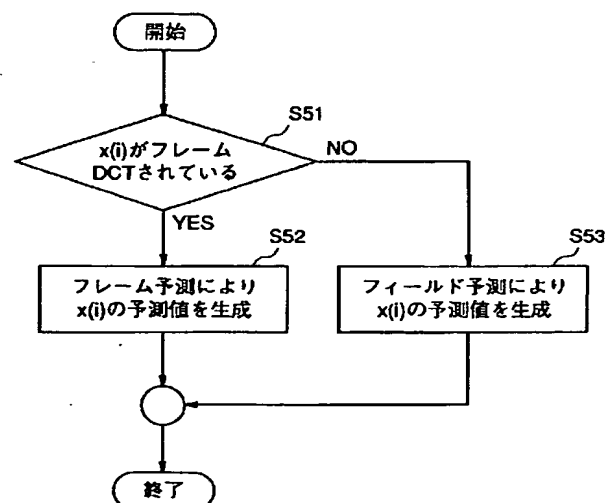 開始
S51
x(i)がフレーム
DCTされている
NO
YES
S52
フレーム予測により
x(i)の予測値を生成
S53
フィールド予測により
x(i)の予測値を生成
終了